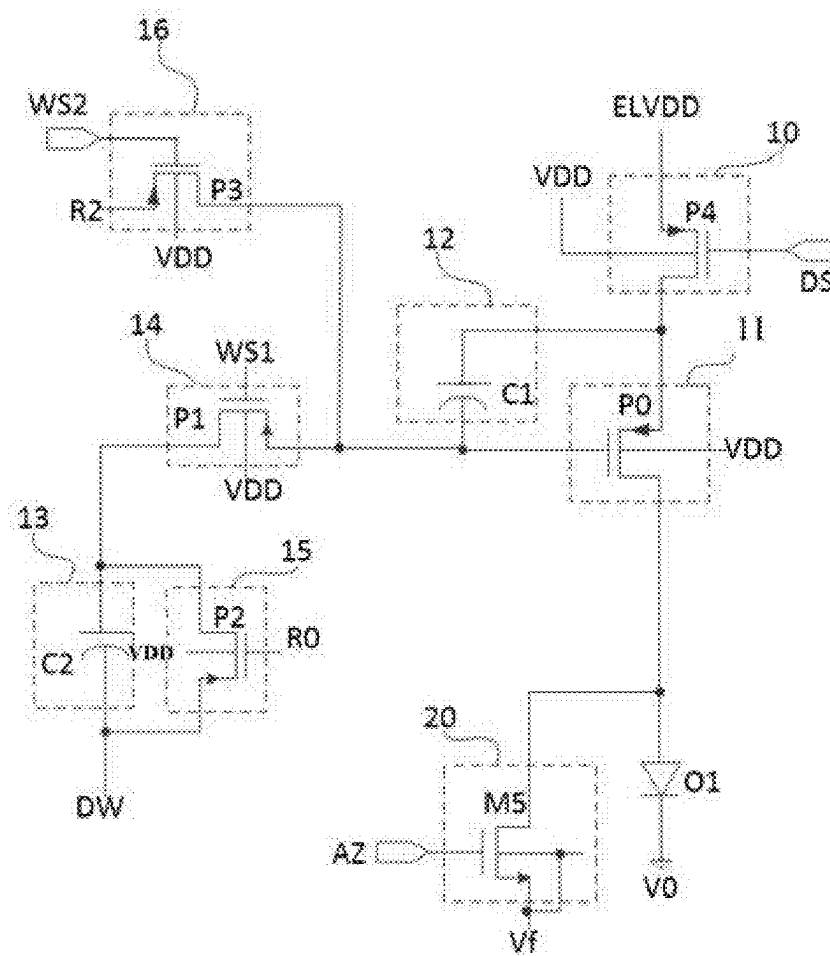 16
WS2
ELVDD
10
VDD
P3
P4
R2
12
VDD
DS
14
WS1
11
P1
C1
P0
VDD
VDD
13
15
P2
C2
VDD
R0
20
DW
M5
O1
AZ
V0
Vf